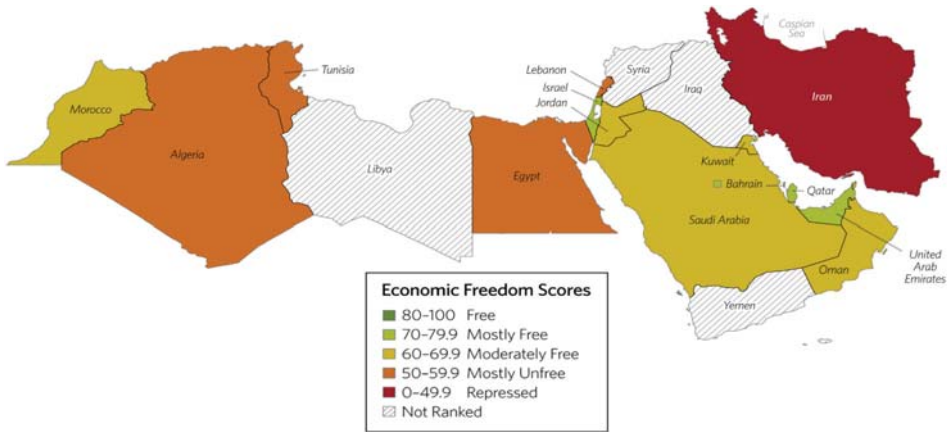 Caspian
Sea
Tunisia
Lebanon
Syria
Israel
Iraq
Iran
Morocco
Jordan
Algeria
Libya
Egypt
Kuwait
Bahrain
Qatar
Saudi Arabia
United
Arab
Emirates
Oman
Yemen
Economic Freedom Scores
80–100 Free
70–79.9 Mostly Free
60–69.9 Moderately Free
50–59.9 Mostly Unfree
0–49.9 Repressed
Not Ranked